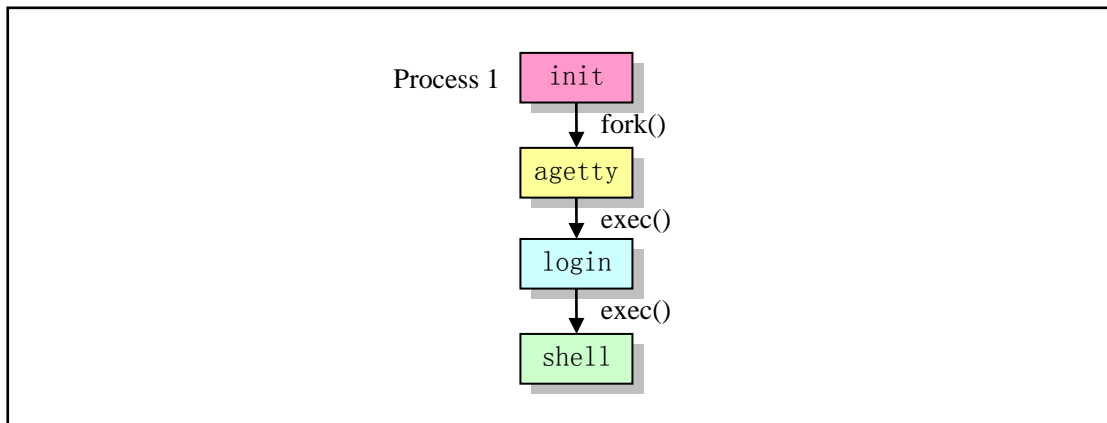 Process 1 init
fork()
agetty
exec()
login
exec()
shell